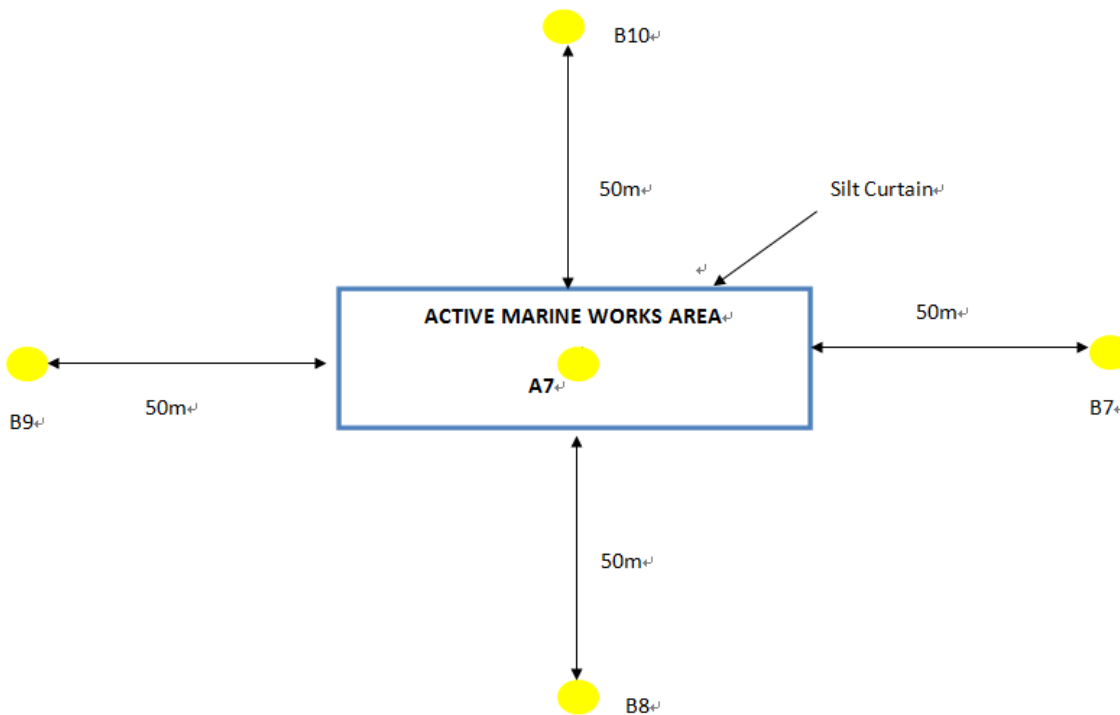 B10
50m
Silt Curtain
ACTIVE MARINE WORKS AREA
50m
A7
B9
50m
B7
50m
B8